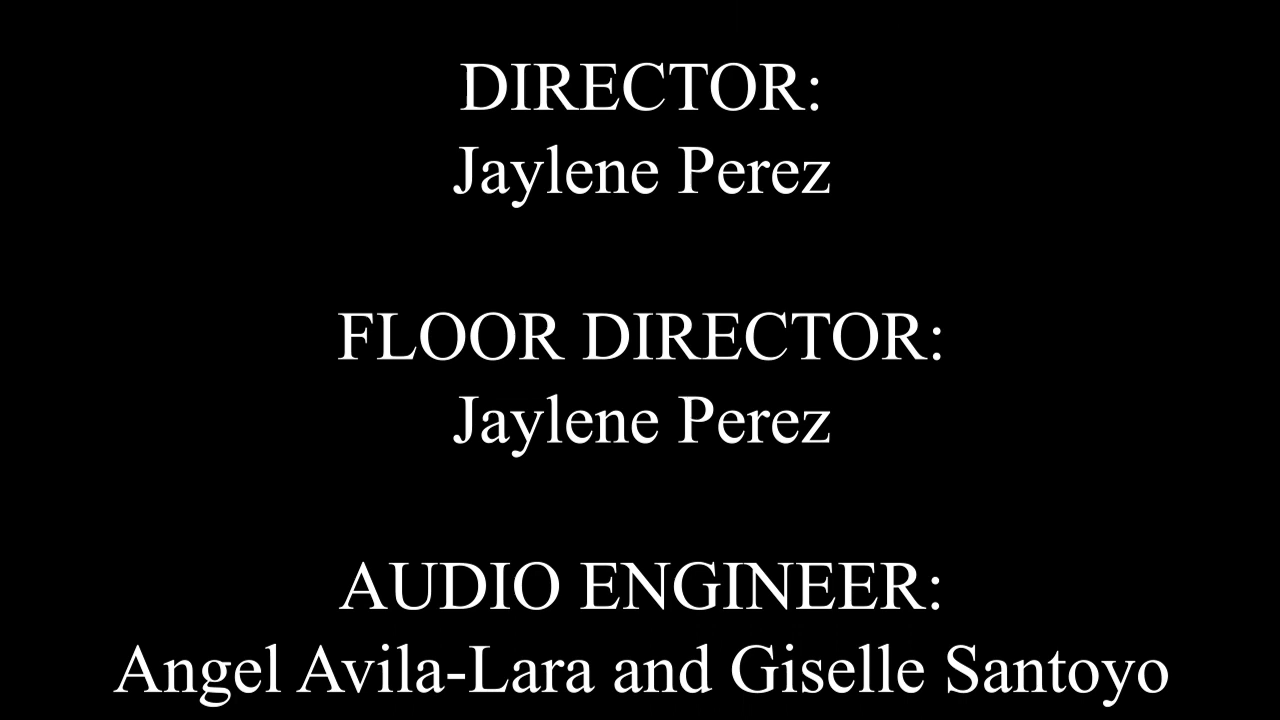 DIRECTOR:
Jaylene Perez
FLOOR DIRECTOR:
Jaylene Perez
AUDIO ENGINEER:
Angel Avila-Lara and Giselle Santoyo